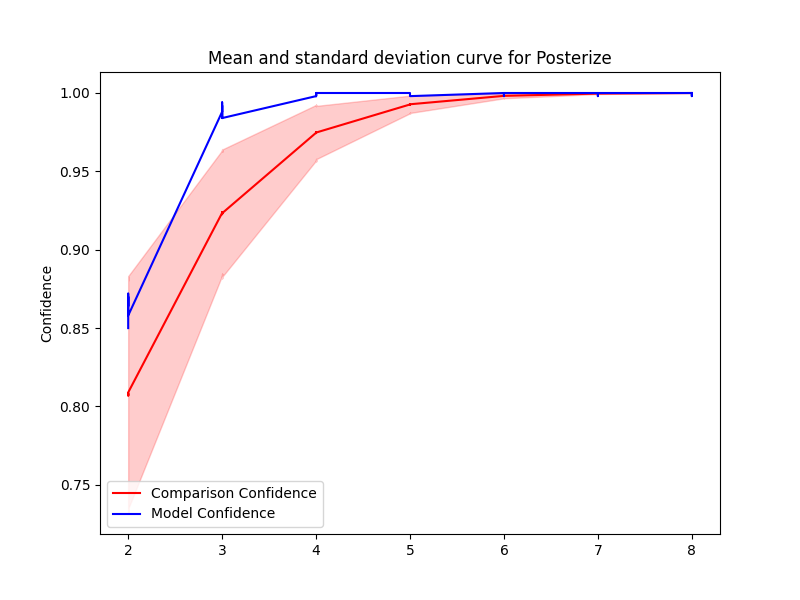 Mean and standard deviation curve for Posterize
1.00
0.95
0.90
0.85
0.80
0.75
Confidence
Comparison Confidence
Model Confidence
2 3 4 5 6 7 8